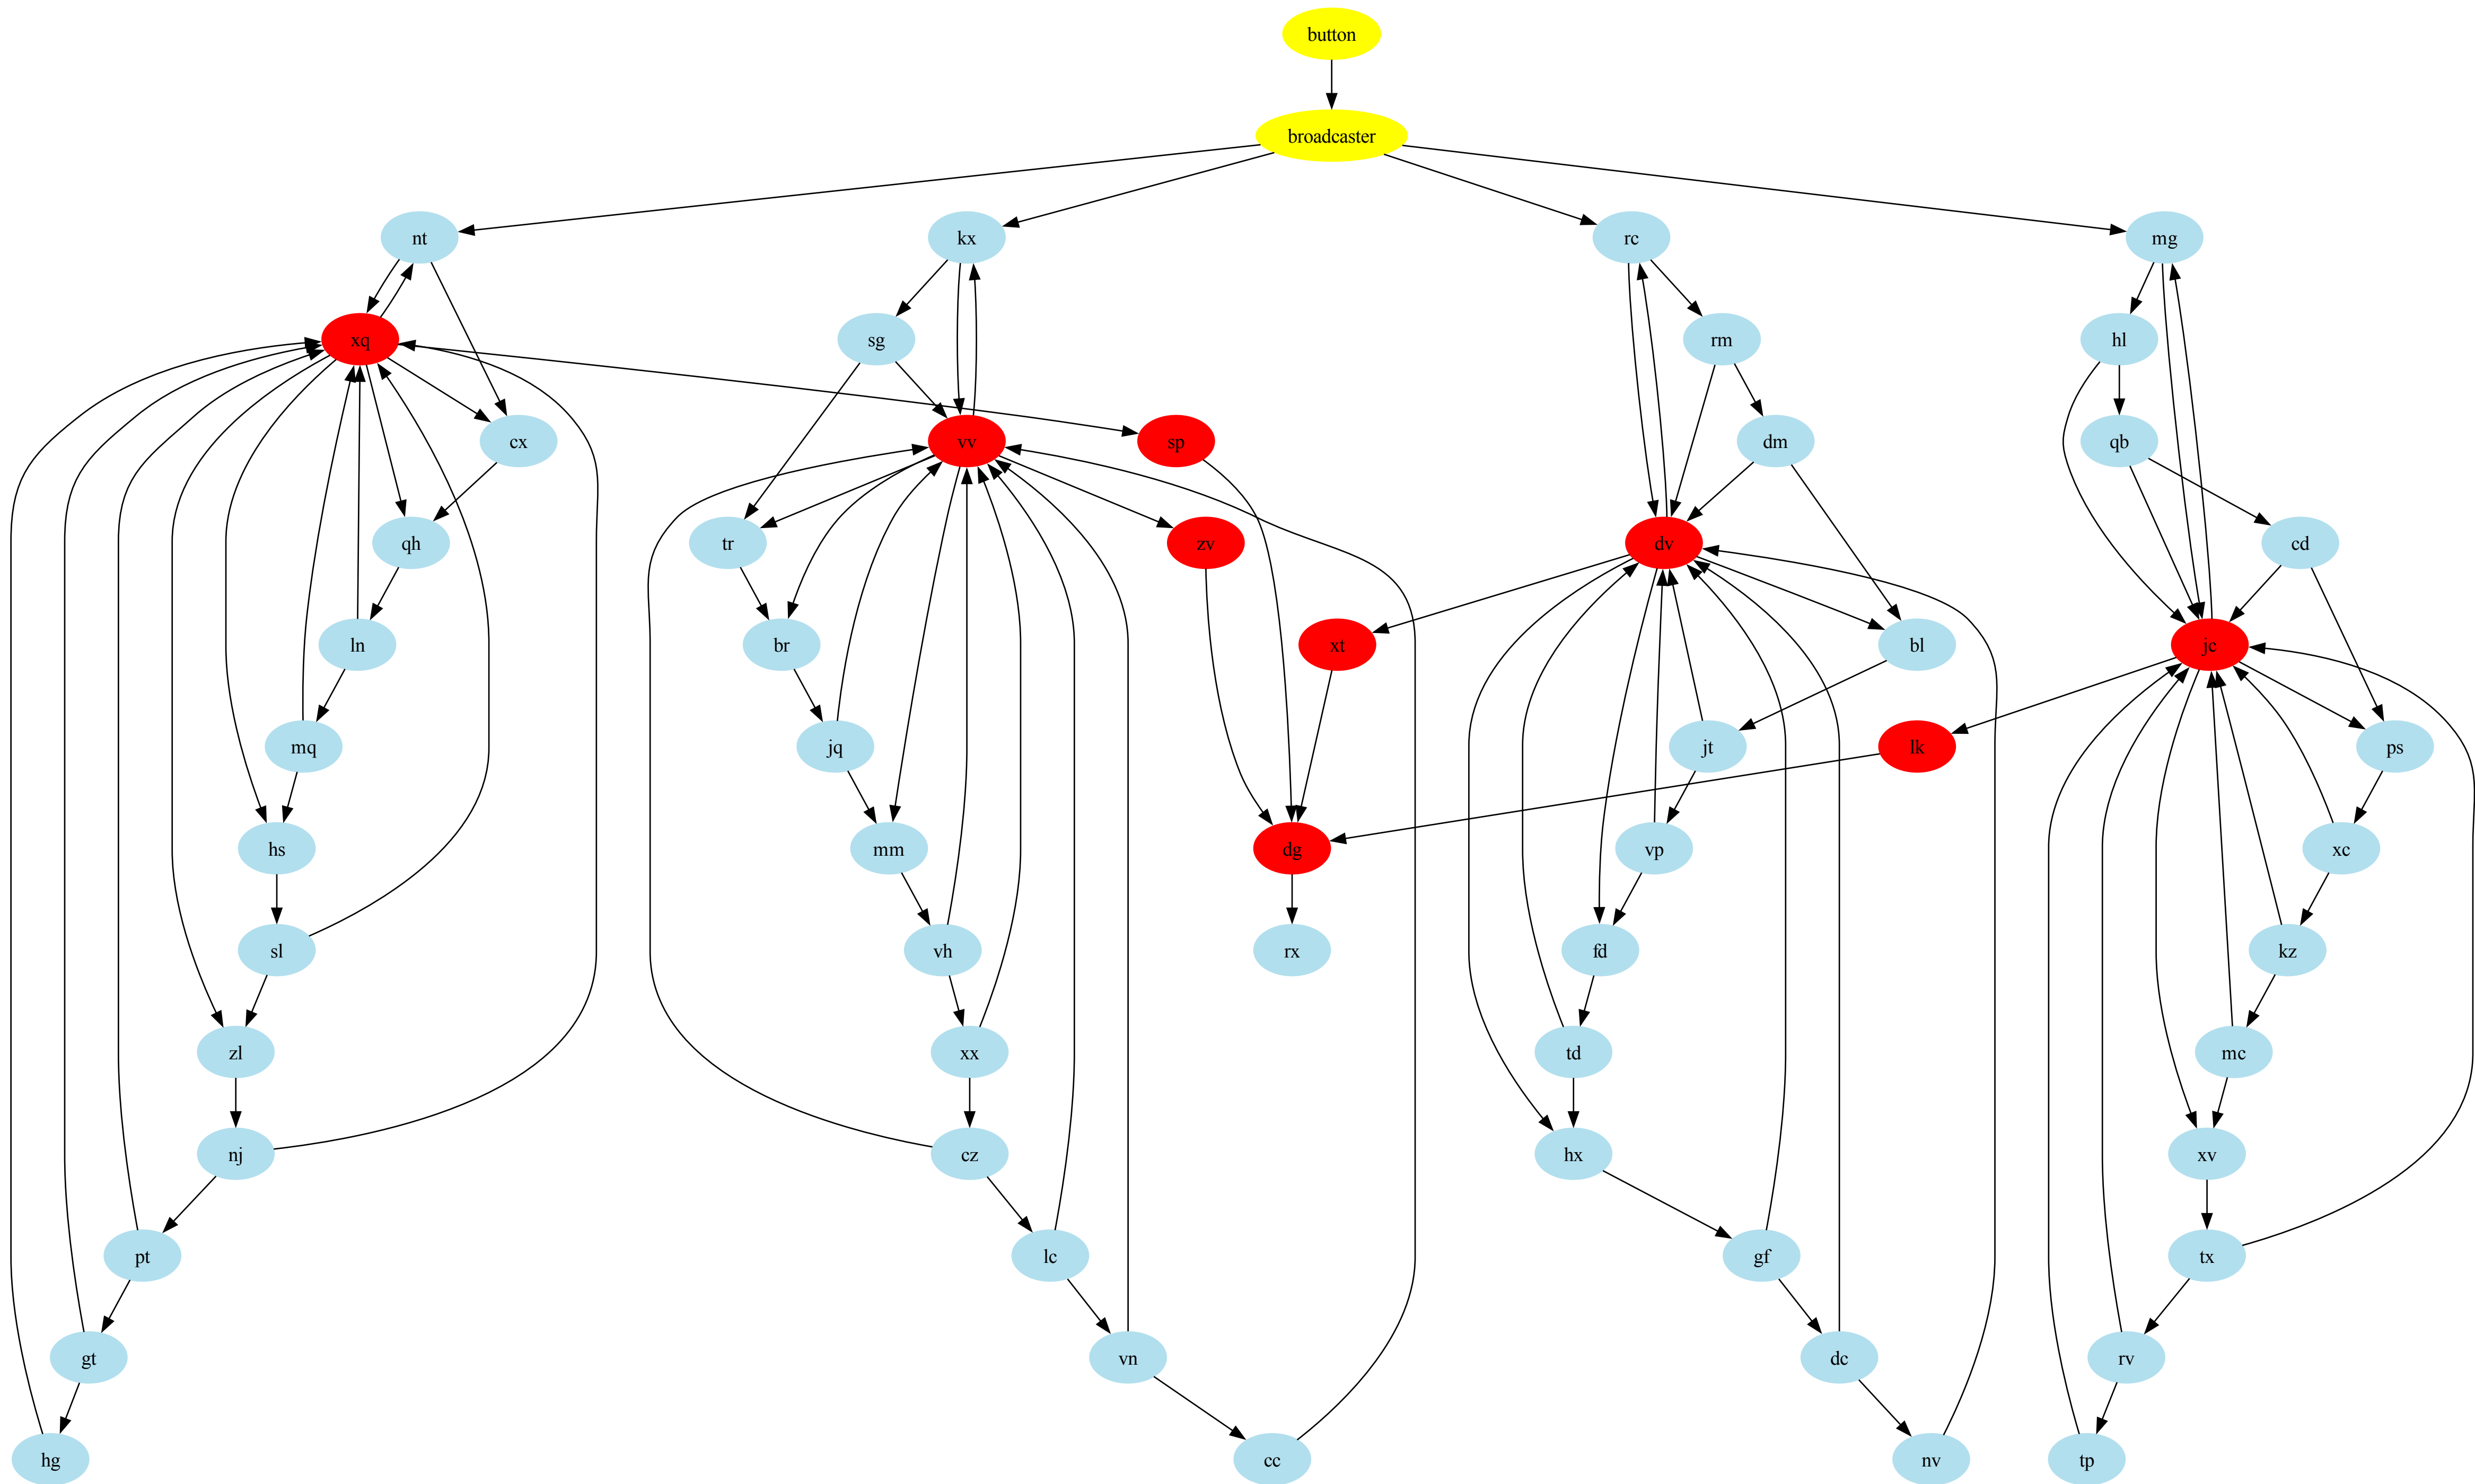 button
broadcaster
nt
kx
rc
mg
xq
sg
rm
hl
cx
vv
sp
dm
qb
qh
tr
zv
dv
cd
ln
br
xt
bl
jc
mq
jq
jt
lk
ps
hs
mm
dg
vp
xc
sl
vh
rx
fd
kz
zl
xx
td
mc
nj
cz
hx
xv
pt
lc
gf
tx
gt
vn
dc
rv
hg
cc
nv
tp